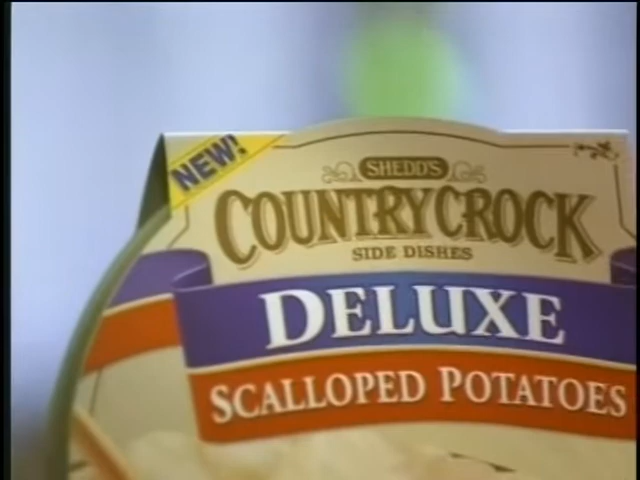 NEW!
SHEDD'S
COUNTRY CROCK
SIDE DISHES
DELUXE
SCALLOPED POTATOES